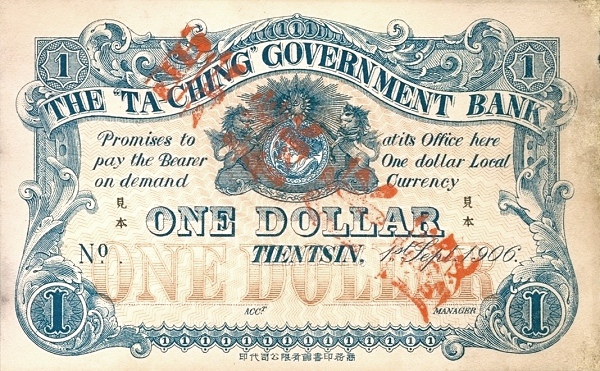 1
1
1
THE "TA-CHING" GOVERNMENT BANK
Promises to
pay the Bearer
on demand
at its Office here
One dollar Local
Currency
見本
見本
ONE DOLLAR
No.
TIENTSIN, 1st Sept. 1906.
ONE DOLLAR
1
ACCT.
MANAGER
1
印代司公限有館書印務商